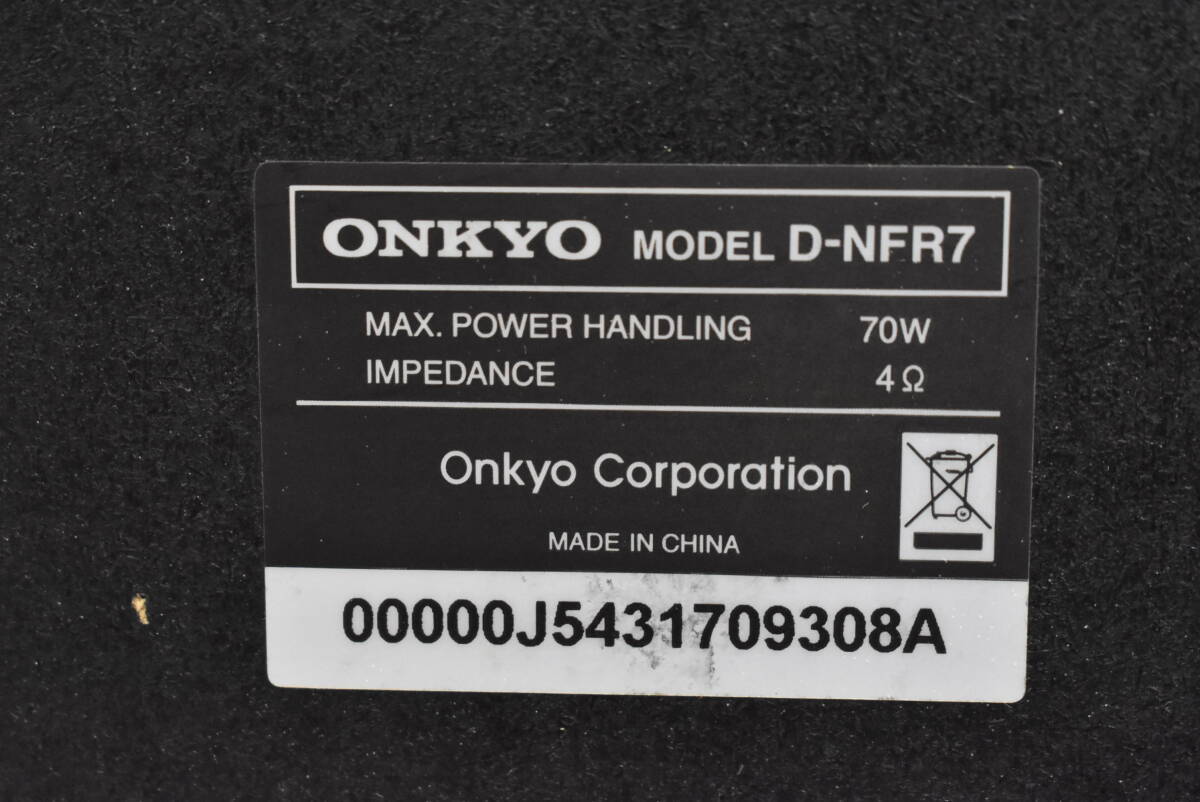 ONKYO MODEL D-NFR7
MAX. POWER HANDLING 70W
IMPEDANCE 4Ω
Onkyo Corporation
MADE IN CHINA
00000J5431709308A